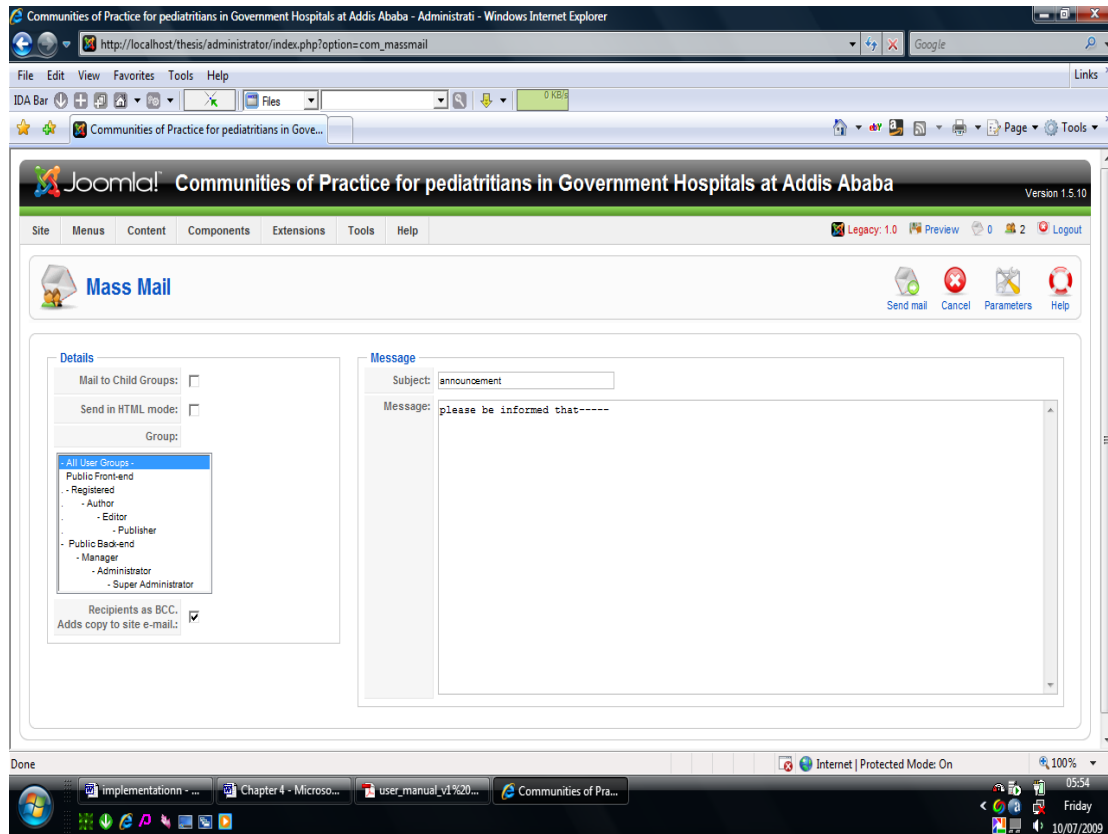 Communities of Practice for pediatritians in Government Hospitals at Addis Ababa - Administrati - Windows Internet Explorer
http://localhost/thesis/administrator/index.php?option=com_massmail
Google
File Edit View Favorites Tools Help
Links
IDA Bar
Files
0 KB/s
Communities of Practice for pediatritians in Gove...
Page
Tools
Joomla! Communities of Practice for pediatritians in Government Hospitals at Addis Ababa
Version 1.5.10
Site Menus Content Components Extensions Tools Help
Legacy: 1.0 Preview 0 2 Logout
Mass Mail
Send mail Cancel Parameters Help
Details
Mail to Child Groups:
Send in HTML mode:
Group:
- All User Groups -
Public Front-end
. - Registered
. - Author
. - Editor
. - Publisher
- Public Back-end
- Manager
- Administrator
- Super Administrator
Recipients as BCC.
Adds copy to site e-mail.:
Message
Subject: announcement
Message: please be informed that-----
Done
Internet | Protected Mode: On
100%
implementationn - ...
Chapter 4 - Microso...
user_manual_v1%20...
Communities of Pra...
05:54
Friday
10/07/2009